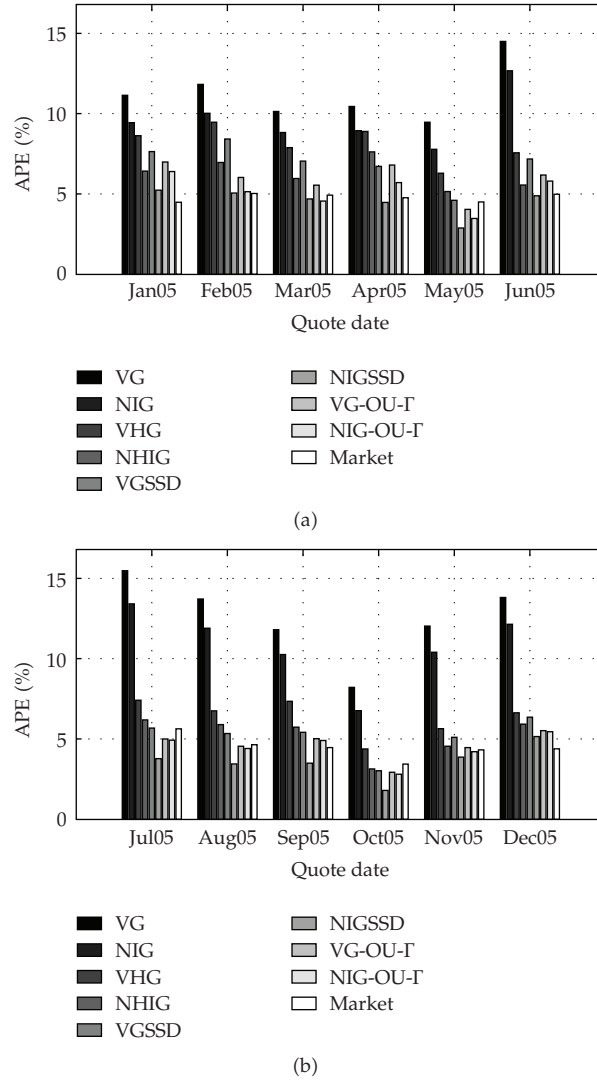 15
10
5
0
APE (%)
Jan05 Feb05 Mar05 Apr05 May05 Jun05
Quote date
VG
NIG
VHG
NHIG
VGSSD
NIGSSD
VG-OU-Γ
NIG-OU-Γ
Market
(a)
15
10
5
0
APE (%)
Jul05 Aug05 Sep05 Oct05 Nov05 Dec05
Quote date
VG
NIG
VHG
NHIG
VGSSD
NIGSSD
VG-OU-Γ
NIG-OU-Γ
Market
(b)